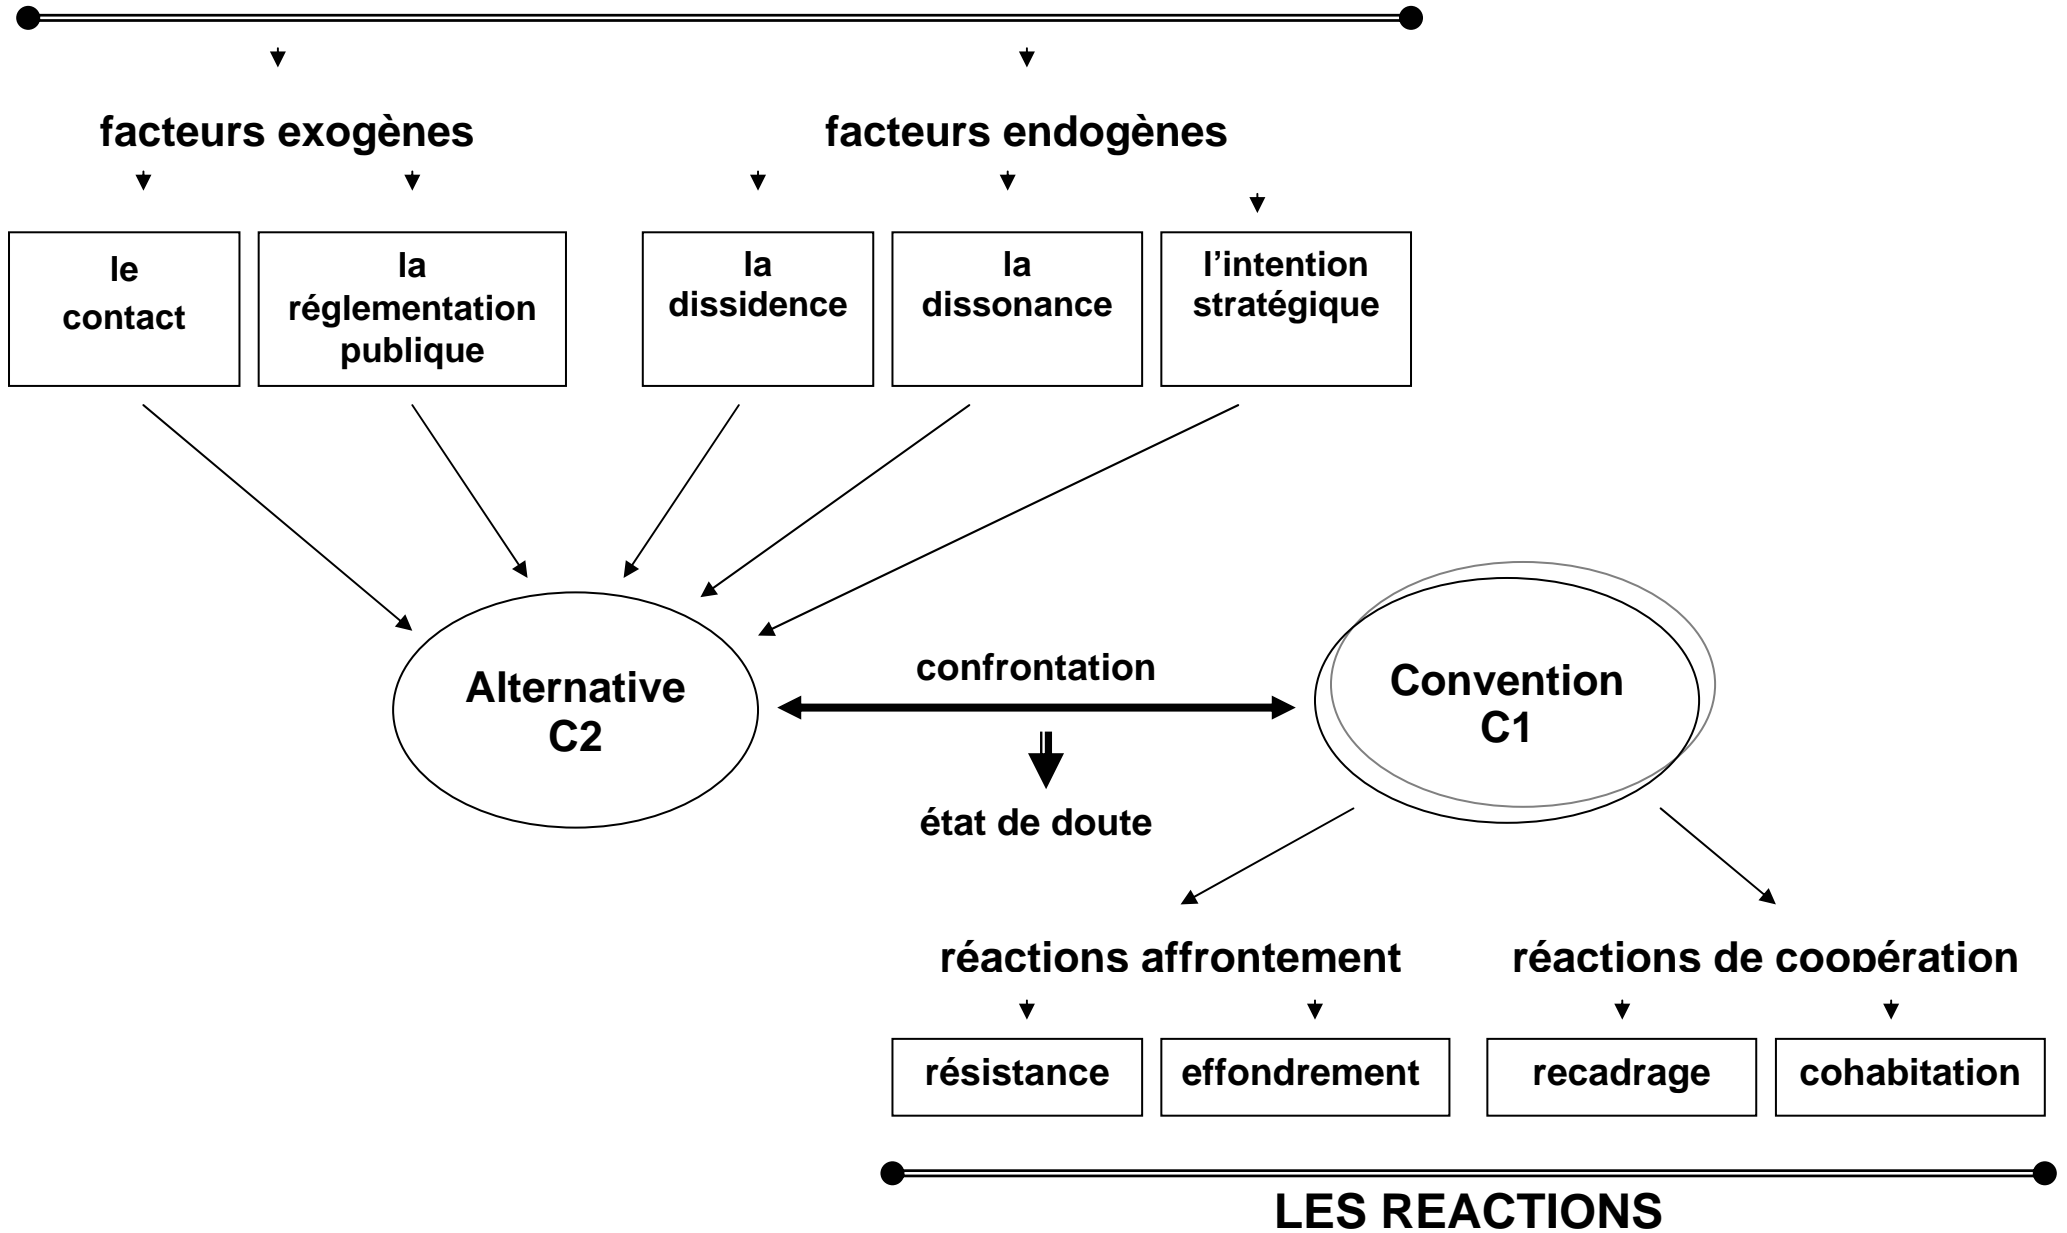 facteurs exogènes
facteurs endogènes
le
contact
la
réglementation
publique
la
dissidence
la
dissonance
l’intention
stratégique
Alternative
C2
confrontation
état de doute
Convention
C1
réactions affrontement
réactions de coopération
résistance
effondrement
recadrage
cohabitation
LES REACTIONS